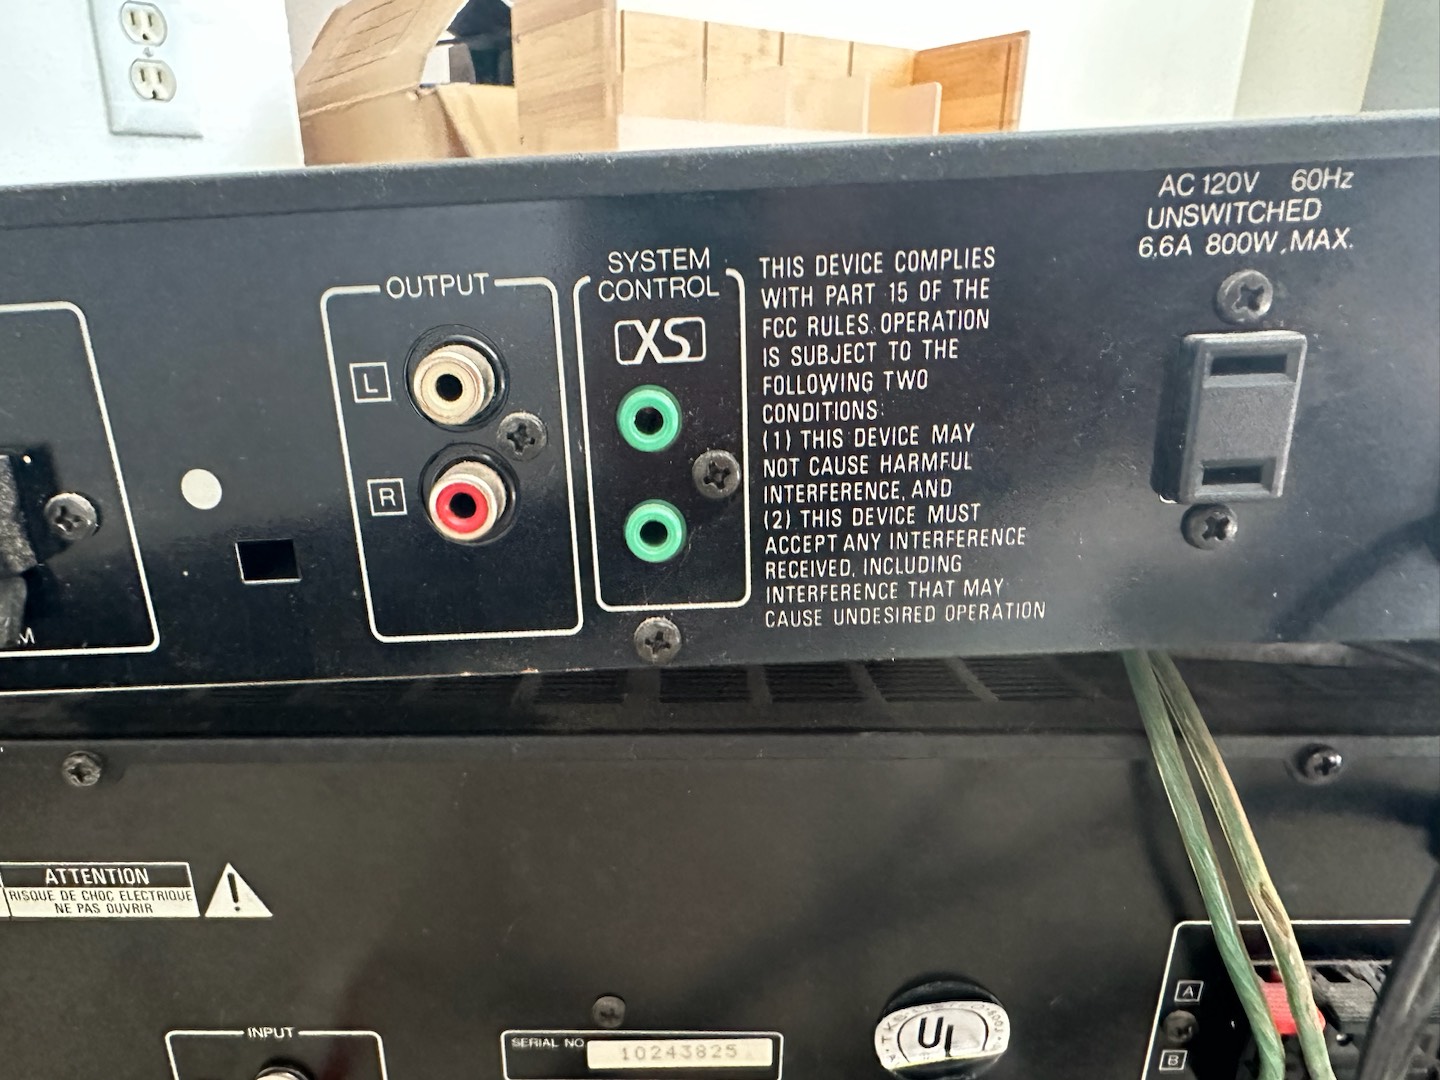 AC 120V 60Hz
UNSWITCHED
6.6A 800W. MAX.
OUTPUT
L
R
SYSTEM
CONTROL
XS
THIS DEVICE COMPLIES
WITH PART 15 OF THE
FCC RULES. OPERATION
IS SUBJECT TO THE
FOLLOWING TWO
CONDITIONS:
(1) THIS DEVICE MAY
NOT CAUSE HARMFUL
INTERFERENCE, AND
(2) THIS DEVICE MUST
ACCEPT ANY INTERFERENCE
RECEIVED, INCLUDING
INTERFERENCE THAT MAY
CAUSE UNDESIRED OPERATION
ATTENTION
RISQUE DE CHOC ELECTRIQUE
NE PAS OUVRIR
!
INPUT
SERIAL NO.
10243825
UL
A
B